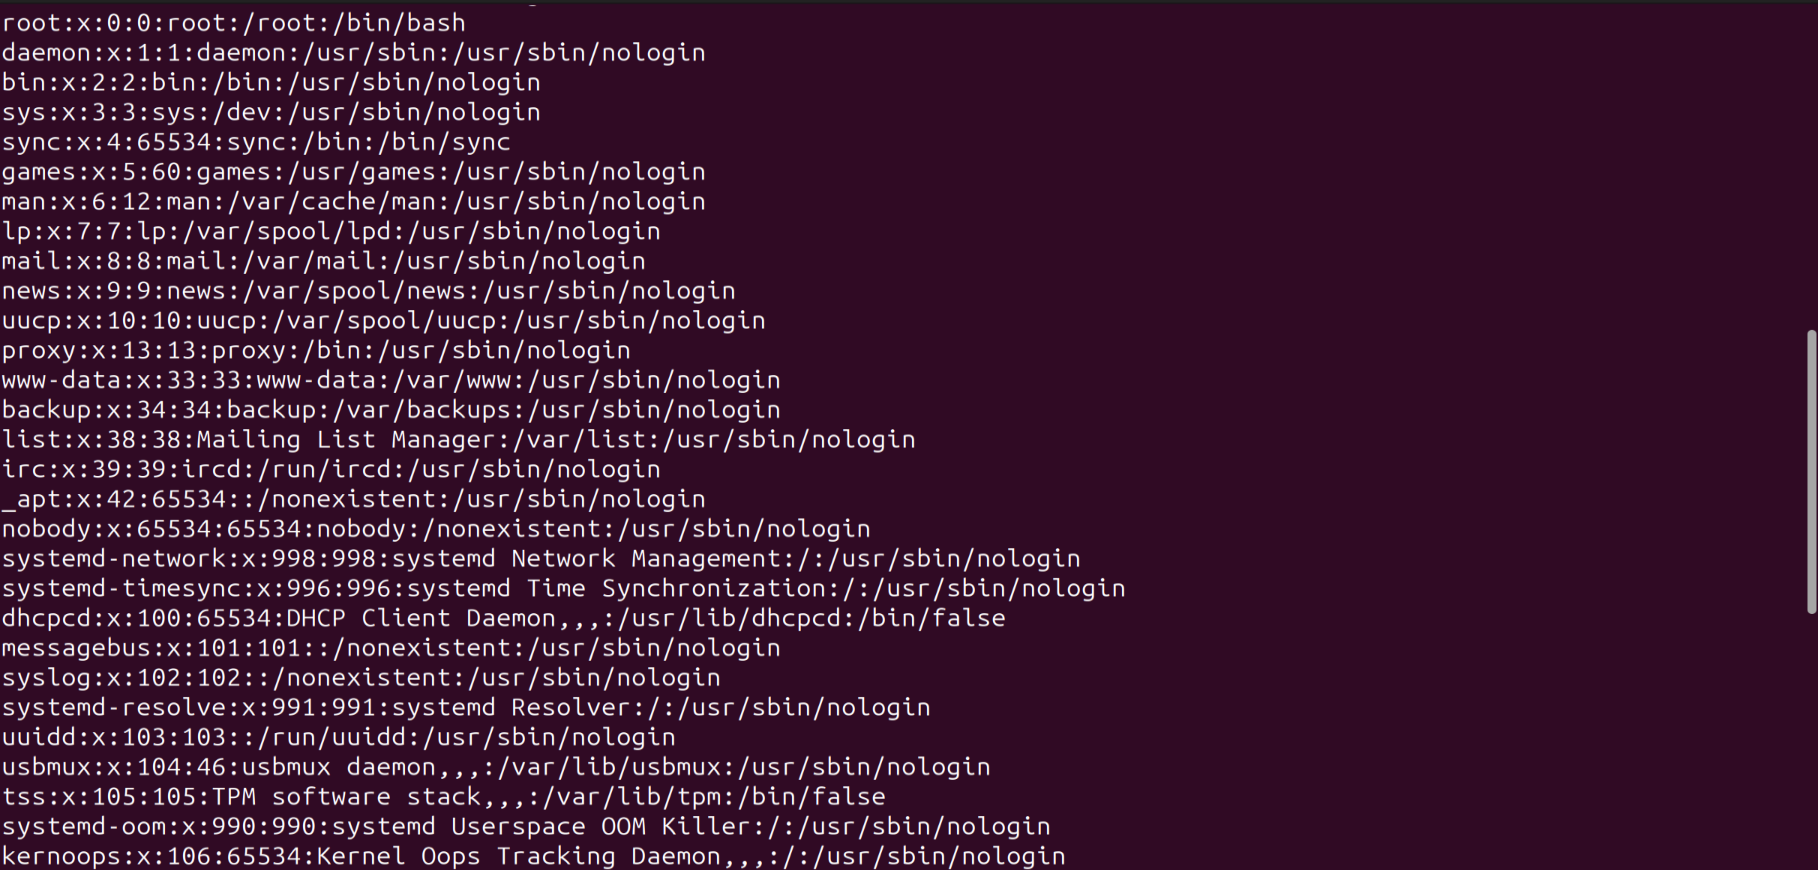 root:x:0:0:root:/root:/bin/bash
daemon:x:1:1:daemon:/usr/sbin:/usr/sbin/nologin
bin:x:2:2:bin:/bin:/usr/sbin/nologin
sys:x:3:3:sys:/dev:/usr/sbin/nologin
sync:x:4:65534:sync:/bin:/bin/sync
games:x:5:60:games:/usr/games:/usr/sbin/nologin
man:x:6:12:man:/var/cache/man:/usr/sbin/nologin
lp:x:7:7:lp:/var/spool/lpd:/usr/sbin/nologin
mail:x:8:8:mail:/var/mail:/usr/sbin/nologin
news:x:9:9:news:/var/spool/news:/usr/sbin/nologin
uucp:x:10:10:uucp:/var/spool/uucp:/usr/sbin/nologin
proxy:x:13:13:proxy:/bin:/usr/sbin/nologin
www-data:x:33:33:www-data:/var/www:/usr/sbin/nologin
backup:x:34:34:backup:/var/backups:/usr/sbin/nologin
list:x:38:38:Mailing List Manager:/var/list:/usr/sbin/nologin
irc:x:39:39:ircd:/run/ircd:/usr/sbin/nologin
_apt:x:42:65534::/nonexistent:/usr/sbin/nologin
nobody:x:65534:65534:nobody:/nonexistent:/usr/sbin/nologin
systemd-network:x:998:998:systemd Network Management:/:/usr/sbin/nologin
systemd-timesync:x:996:996:systemd Time Synchronization:/:/usr/sbin/nologin
dhcpcd:x:100:65534:DHCP Client Daemon,,,:/usr/lib/dhcpcd:/bin/false
messagebus:x:101:101::/nonexistent:/usr/sbin/nologin
syslog:x:102:102::/nonexistent:/usr/sbin/nologin
systemd-resolve:x:991:991:systemd Resolver:/:/usr/sbin/nologin
uuidd:x:103:103::/run/uuidd:/usr/sbin/nologin
usbmux:x:104:46:usbmux daemon,,,:/var/lib/usbmux:/usr/sbin/nologin
tss:x:105:105:TPM software stack,,,:/var/lib/tpm:/bin/false
systemd-oom:x:990:990:systemd Userspace OOM Killer:/:/usr/sbin/nologin
kernoops:x:106:65534:Kernel Oops Tracking Daemon,,,:/:/usr/sbin/nologin